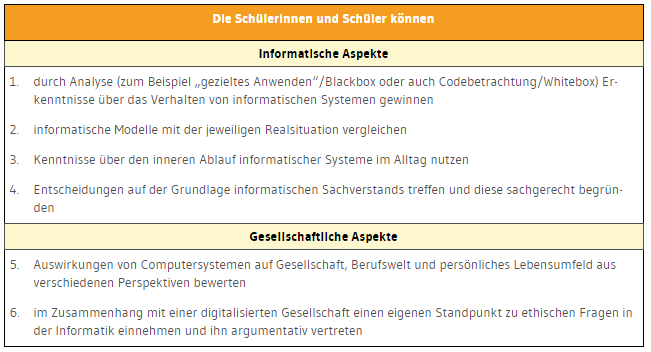 Die Schülerinnen und Schüler können
Informatische Aspekte
1. durch Analyse (zum Beispiel „gezieltes Anwenden“/Blackbox oder auch Codebetrachtung/Whitebox) Er-
kenntnisse über das Verhalten von informatischen Systemen gewinnen
2. informatische Modelle mit der jeweiligen Realsituation vergleichen
3. Kenntnisse über den inneren Ablauf informatischer Systeme im Alltag nutzen
4. Entscheidungen auf der Grundlage informatischen Sachverstands treffen und diese sachgerecht begrün-
den
Gesellschaftliche Aspekte
5. Auswirkungen von Computersystemen auf Gesellschaft, Berufswelt und persönliches Lebensumfeld aus
verschiedenen Perspektiven bewerten
6. im Zusammenhang mit einer digitalisierten Gesellschaft einen eigenen Standpunkt zu ethischen Fragen in
der Informatik einnehmen und ihn argumentativ vertreten